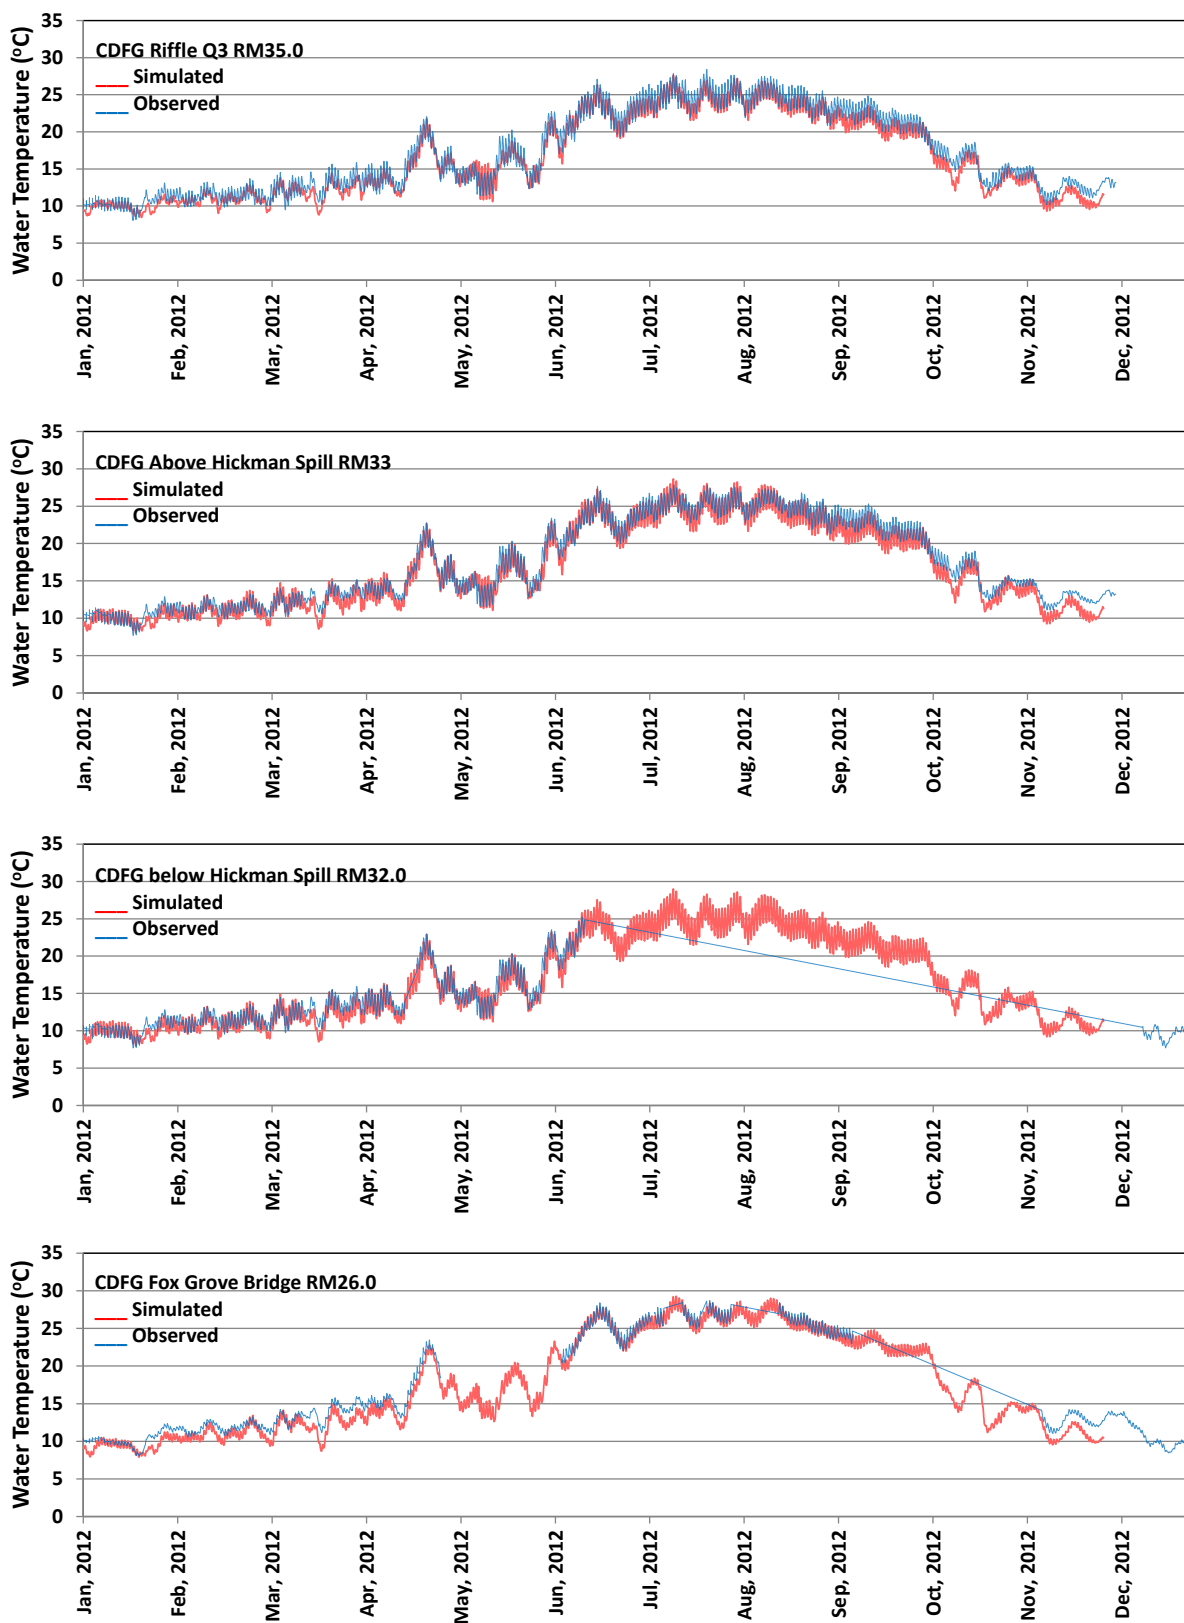 35
CDFG Riffle Q3 RM35.0
30
Simulated
25
Observed
20
15
10
5
0
Water Temperature (°C)
Jan, 2012
Feb, 2012
Mar, 2012
Apr, 2012
May, 2012
Jun, 2012
Jul, 2012
Aug, 2012
Sep, 2012
Oct, 2012
Nov, 2012
Dec, 2012
35
CDFG Above Hickman Spill RM33
30
Simulated
25
Observed
20
15
10
5
0
Water Temperature (°C)
Jan, 2012
Feb, 2012
Mar, 2012
Apr, 2012
May, 2012
Jun, 2012
Jul, 2012
Aug, 2012
Sep, 2012
Oct, 2012
Nov, 2012
Dec, 2012
35
CDFG below Hickman Spill RM32.0
30
Simulated
25
Observed
20
15
10
5
0
Water Temperature (°C)
Jan, 2012
Feb, 2012
Mar, 2012
Apr, 2012
May, 2012
Jun, 2012
Jul, 2012
Aug, 2012
Sep, 2012
Oct, 2012
Nov, 2012
Dec, 2012
35
CDFG Fox Grove Bridge RM26.0
30
Simulated
25
Observed
20
15
10
5
0
Water Temperature (°C)
Jan, 2012
Feb, 2012
Mar, 2012
Apr, 2012
May, 2012
Jun, 2012
Jul, 2012
Aug, 2012
Sep, 2012
Oct, 2012
Nov, 2012
Dec, 2012